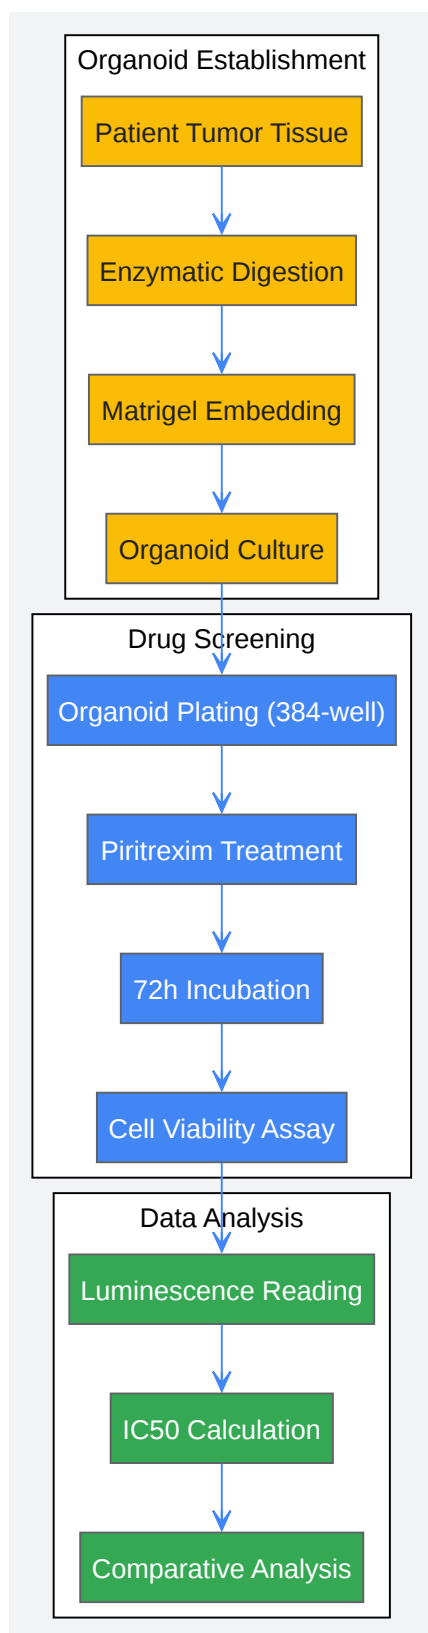 Organoid Establishment
Patient Tumor Tissue
Enzymatic Digestion
Matrigel Embedding
Organoid Culture
Drug Screening
Organoid Plating (384-well)
Piritrexim Treatment
72h Incubation
Cell Viability Assay
Data Analysis
Luminescence Reading
IC50 Calculation
Comparative Analysis